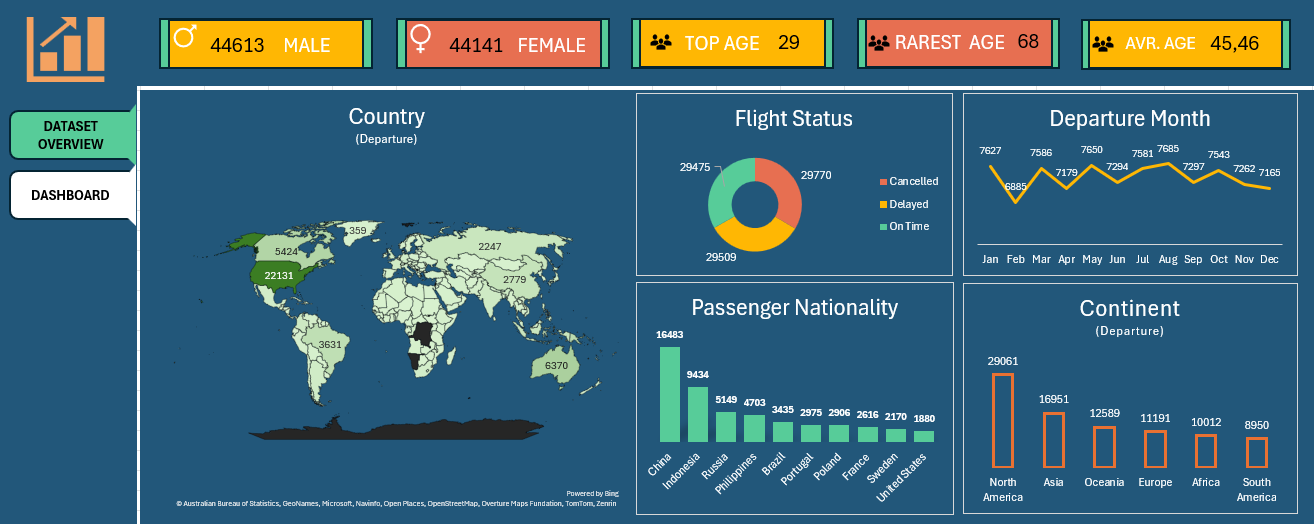 44613 MALE
44141 FEMALE
TOP AGE 29
RAREST AGE 68
AVR. AGE 45,46
DATASET
OVERVIEW
DASHBOARD
Country
(Departure)
359
5424
2247
22131
2779
3631
6370
Powered by Bing
© Australian Bureau of Statistics, GeoNames, Microsoft, Navinfo, Open Places, OpenStreetMap, Overture Maps Fundation, TomTom, Zenrin
Flight Status
29475
29770
29509
Cancelled
Delayed
On Time
Departure Month
7627
6885
7586
7179
7650
7294
7581
7685
7297
7543
7262
7165
Jan Feb Mar Apr May Jun Jul Aug Sep Oct Nov Dec
Passenger Nationality
16483
9434
5149
4703
3435
2975
2906
2616
2170
1880
China
Indonesia
Russia
Philippines
Brazil
Portugal
Poland
France
Sweden
United States
Continent
(Departure)
29061
16951
12589
11191
10012
8950
North
America
Asia
Oceania
Europe
Africa
South
America